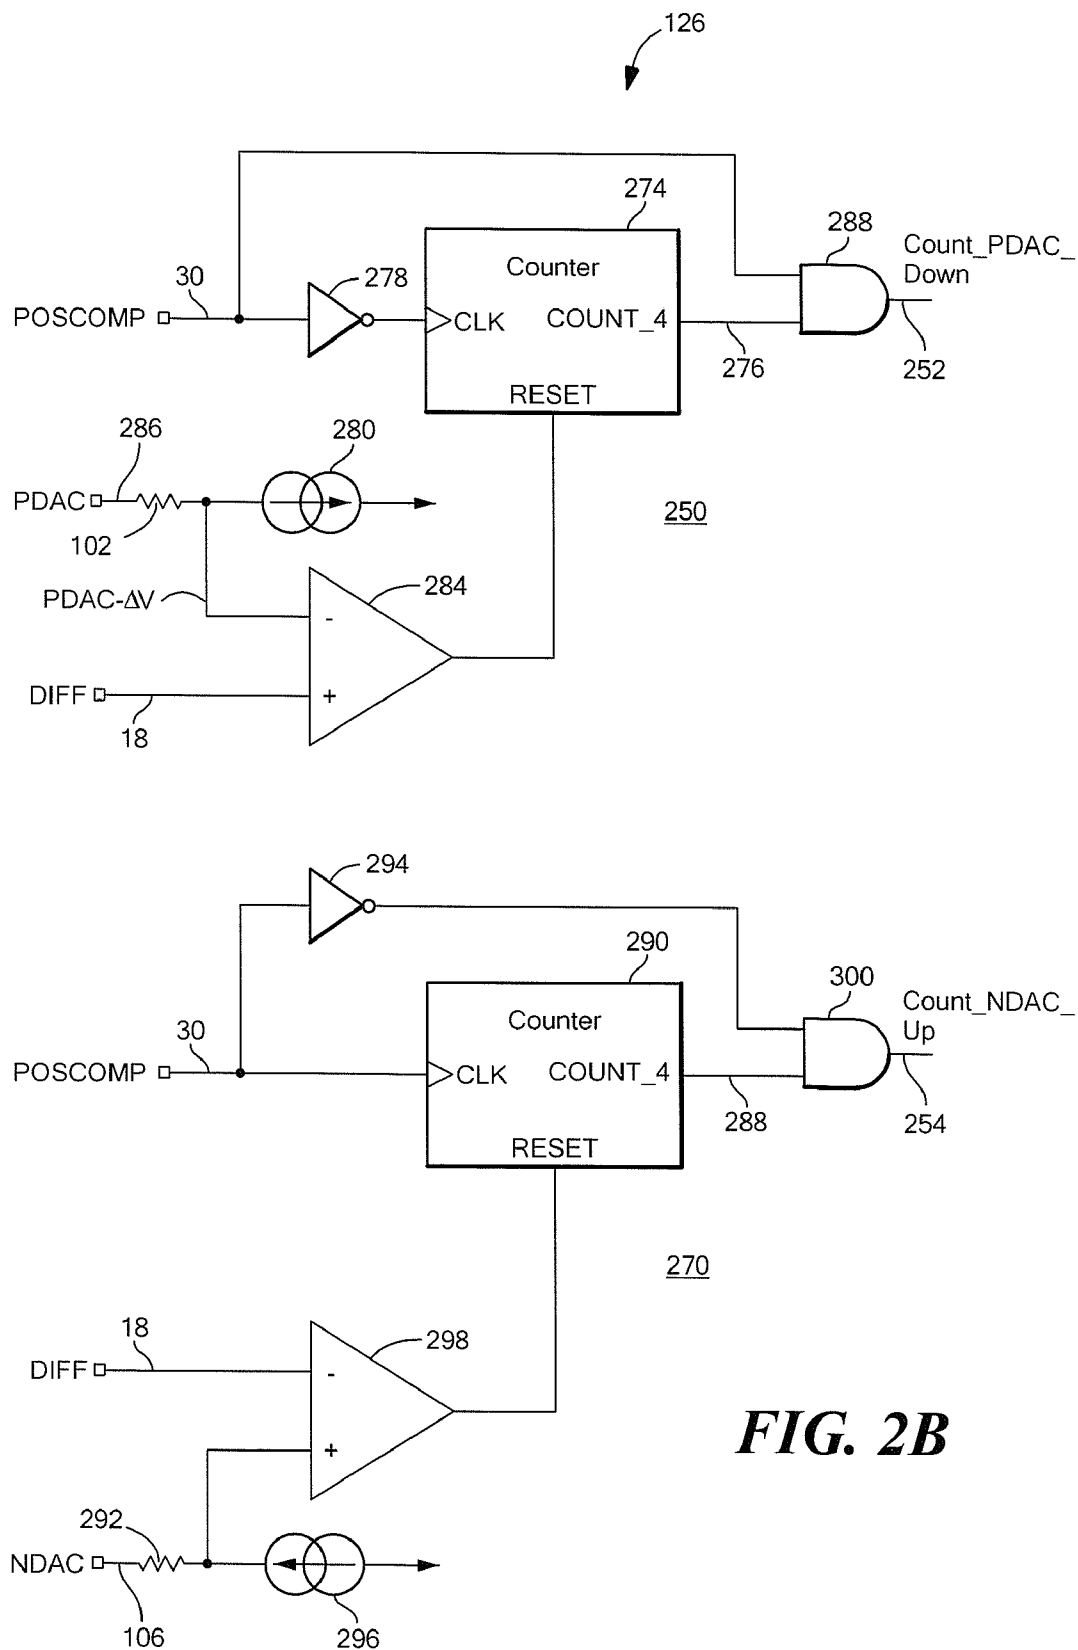 126
274
Counter
288
Count_PDAC_
Down
30
278
POSCOMP
CLK
COUNT_4
276
252
RESET
286
280
PDAC
102
250
PDAC-ΔV
284
-
DIFF
+
18
294
290
Counter
300
Count_NDAC_
Up
30
POSCOMP
CLK
COUNT_4
288
254
RESET
270
18
298
DIFF
-
+
FIG. 2B
292
NDAC
106
296